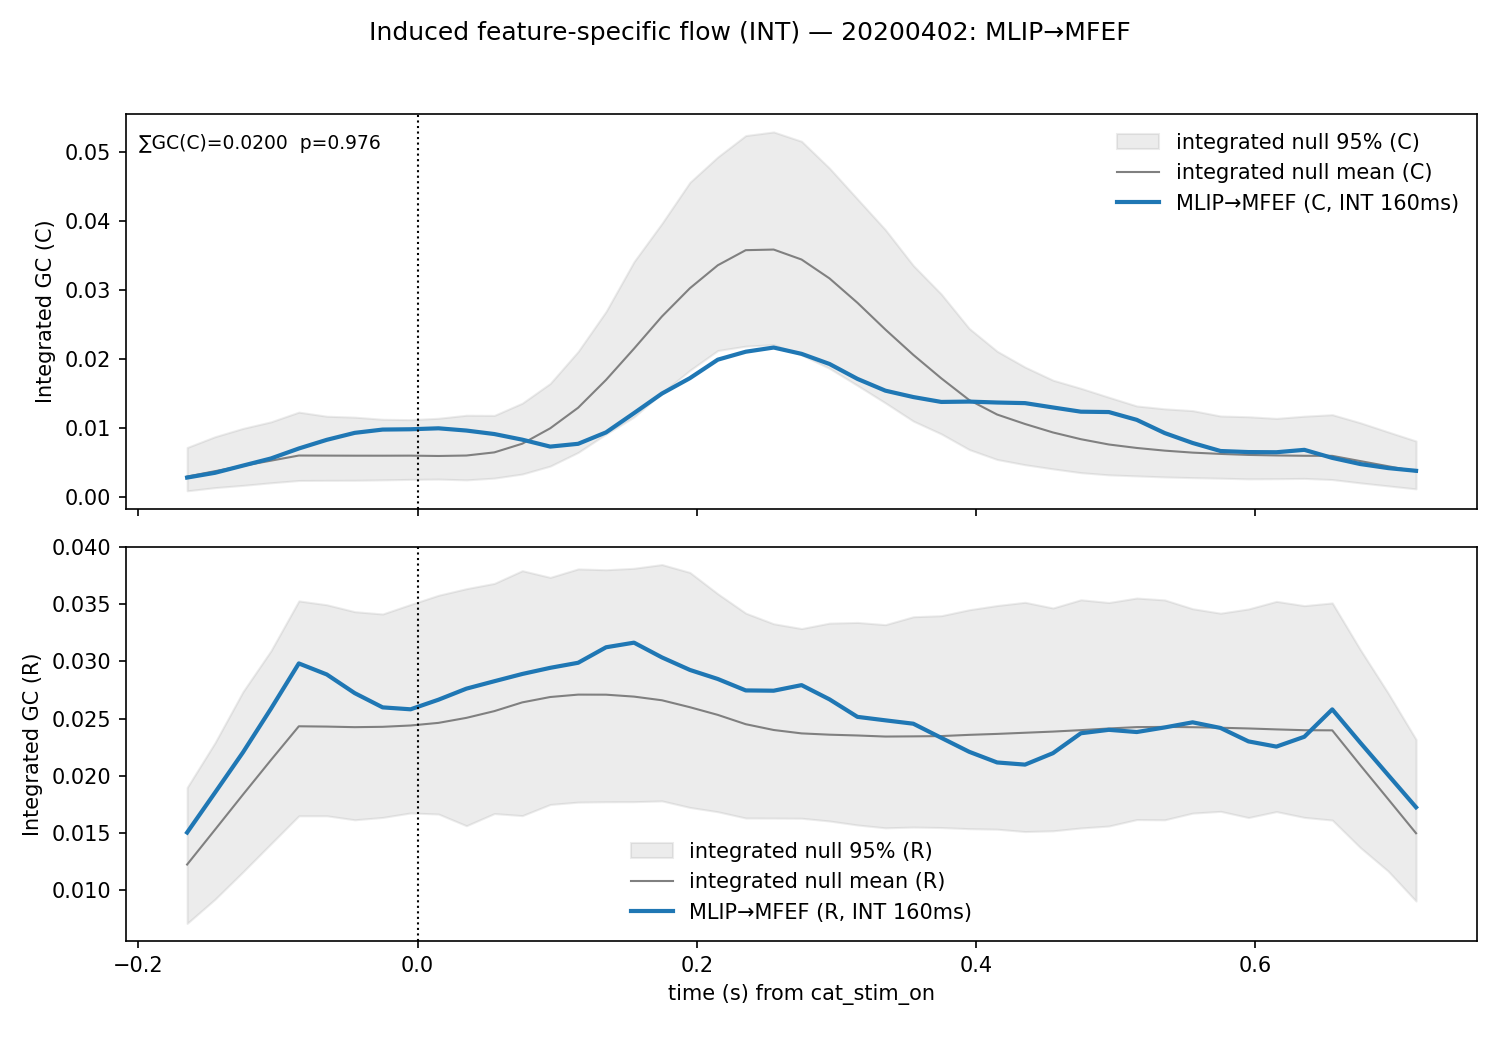 Induced feature-specific flow (INT) — 20200402: MLIP→MFEF
∑GC(C)=0.0200  p=0.976
integrated null 95% (C)
integrated null mean (C)
MLIP→MFEF (C, INT 160ms)
Integrated GC (C)
0.05
0.04
0.03
0.02
0.01
0.00
Integrated GC (R)
0.040
0.035
0.030
0.025
0.020
0.015
0.010
integrated null 95% (R)
integrated null mean (R)
MLIP→MFEF (R, INT 160ms)
−0.2 0.0 0.2 0.4 0.6
time (s) from cat_stim_on